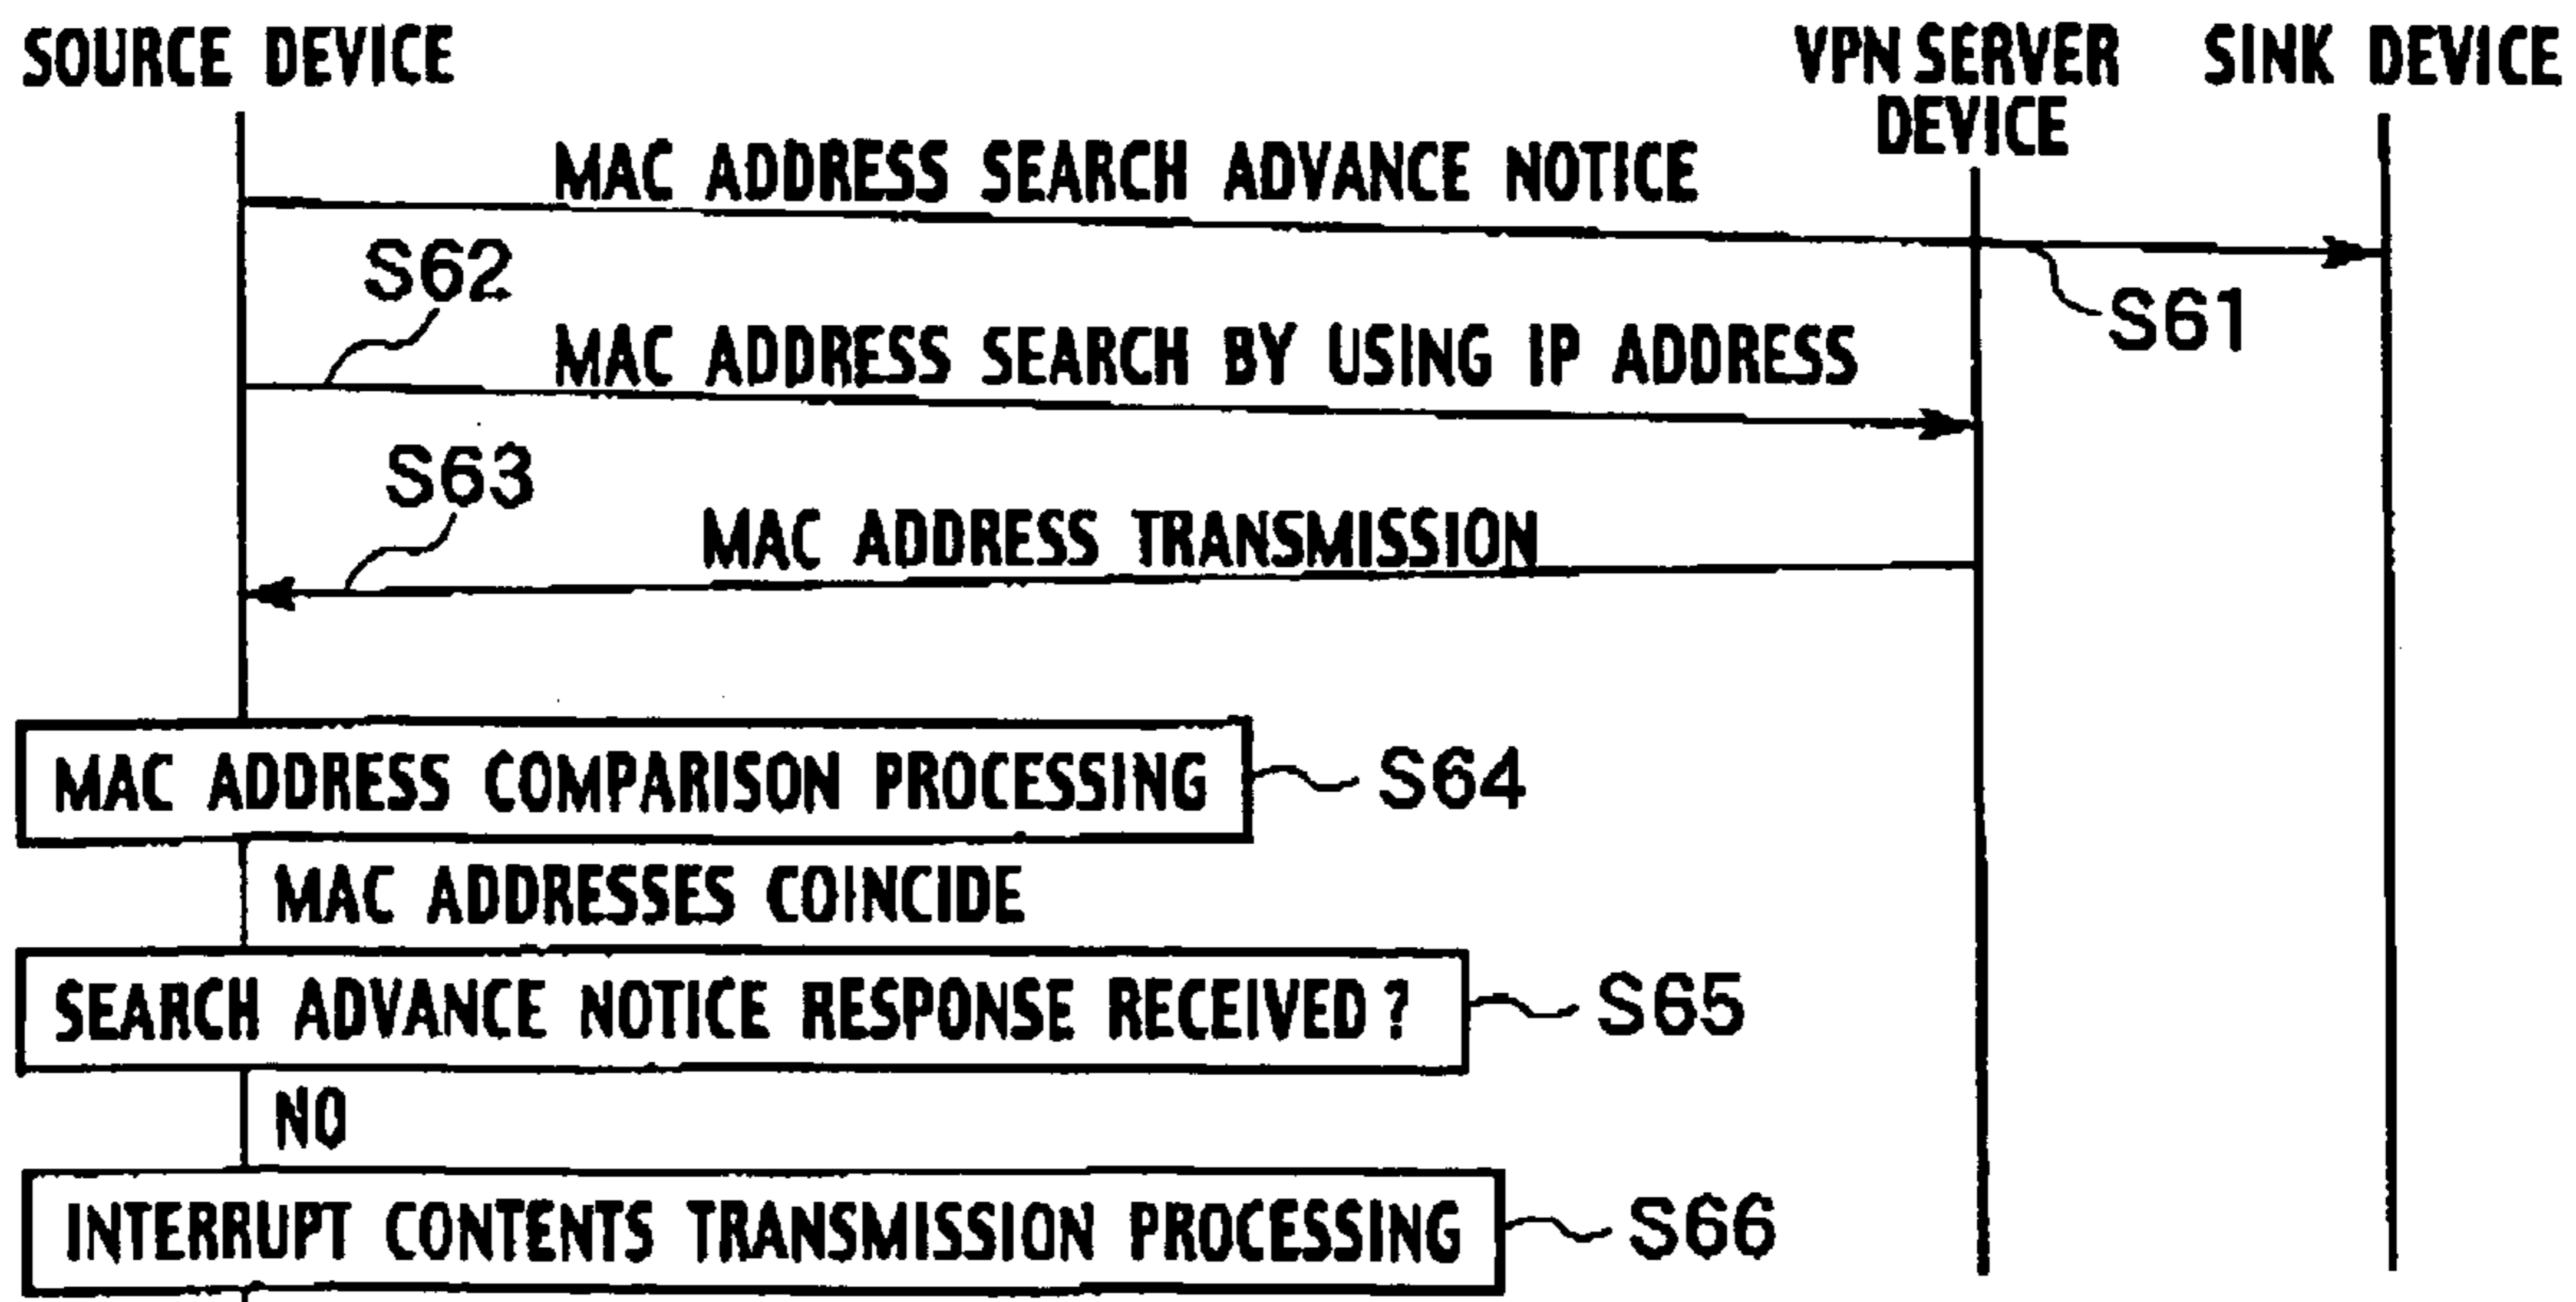 SOURCE DEVICE
VPN SERVER
DEVICE
SINK DEVICE
MAC ADDRESS SEARCH ADVANCE NOTICE
S61
S62
MAC ADDRESS SEARCH BY USING IP ADDRESS
S63
MAC ADDRESS TRANSMISSION
MAC ADDRESS COMPARISON PROCESSING
S64
MAC ADDRESSES COINCIDE
SEARCH ADVANCE NOTICE RESPONSE RECEIVED?
S65
NO
INTERRUPT CONTENTS TRANSMISSION PROCESSING
S66